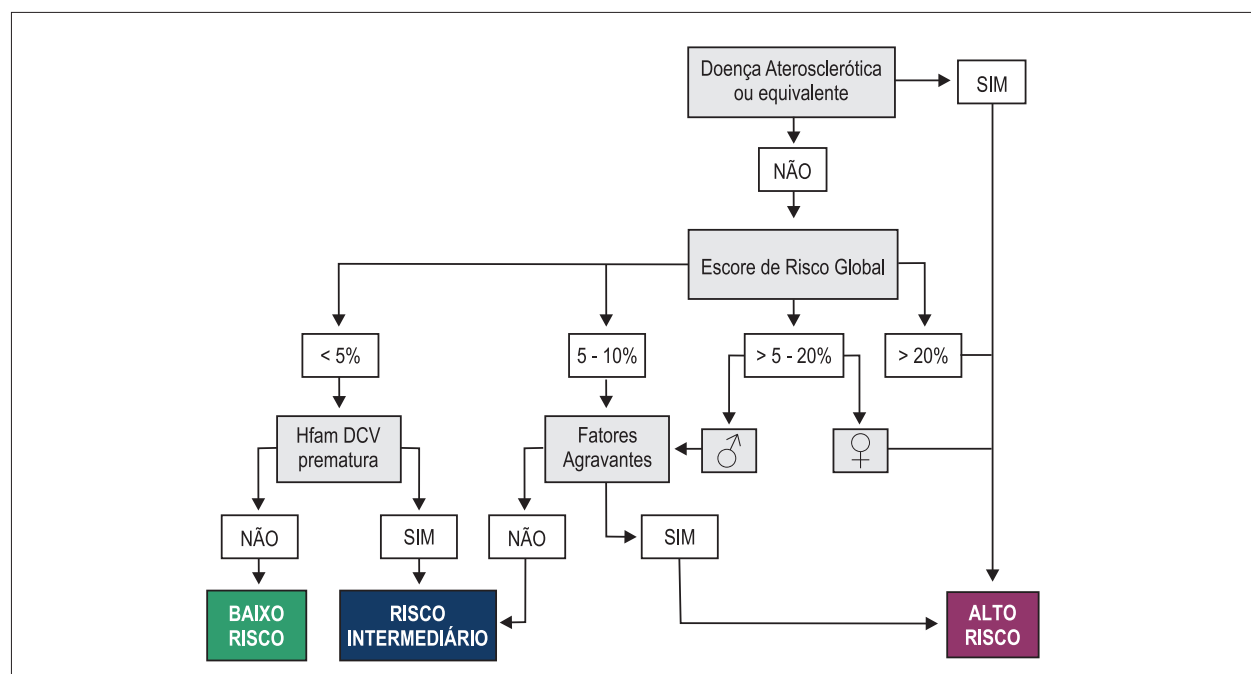 Doença Aterosclerótica
ou equivalente
SIM
NÃO
Escore de Risco Global
< 5%
5 - 10%
> 5 - 20%
> 20%
Hfam DCV
prematura
Fatores
Agravantes
♂
♀
NÃO
SIM
NÃO
SIM
BAIXO
RISCO
RISCO
INTERMEDIÁRIO
ALTO
RISCO